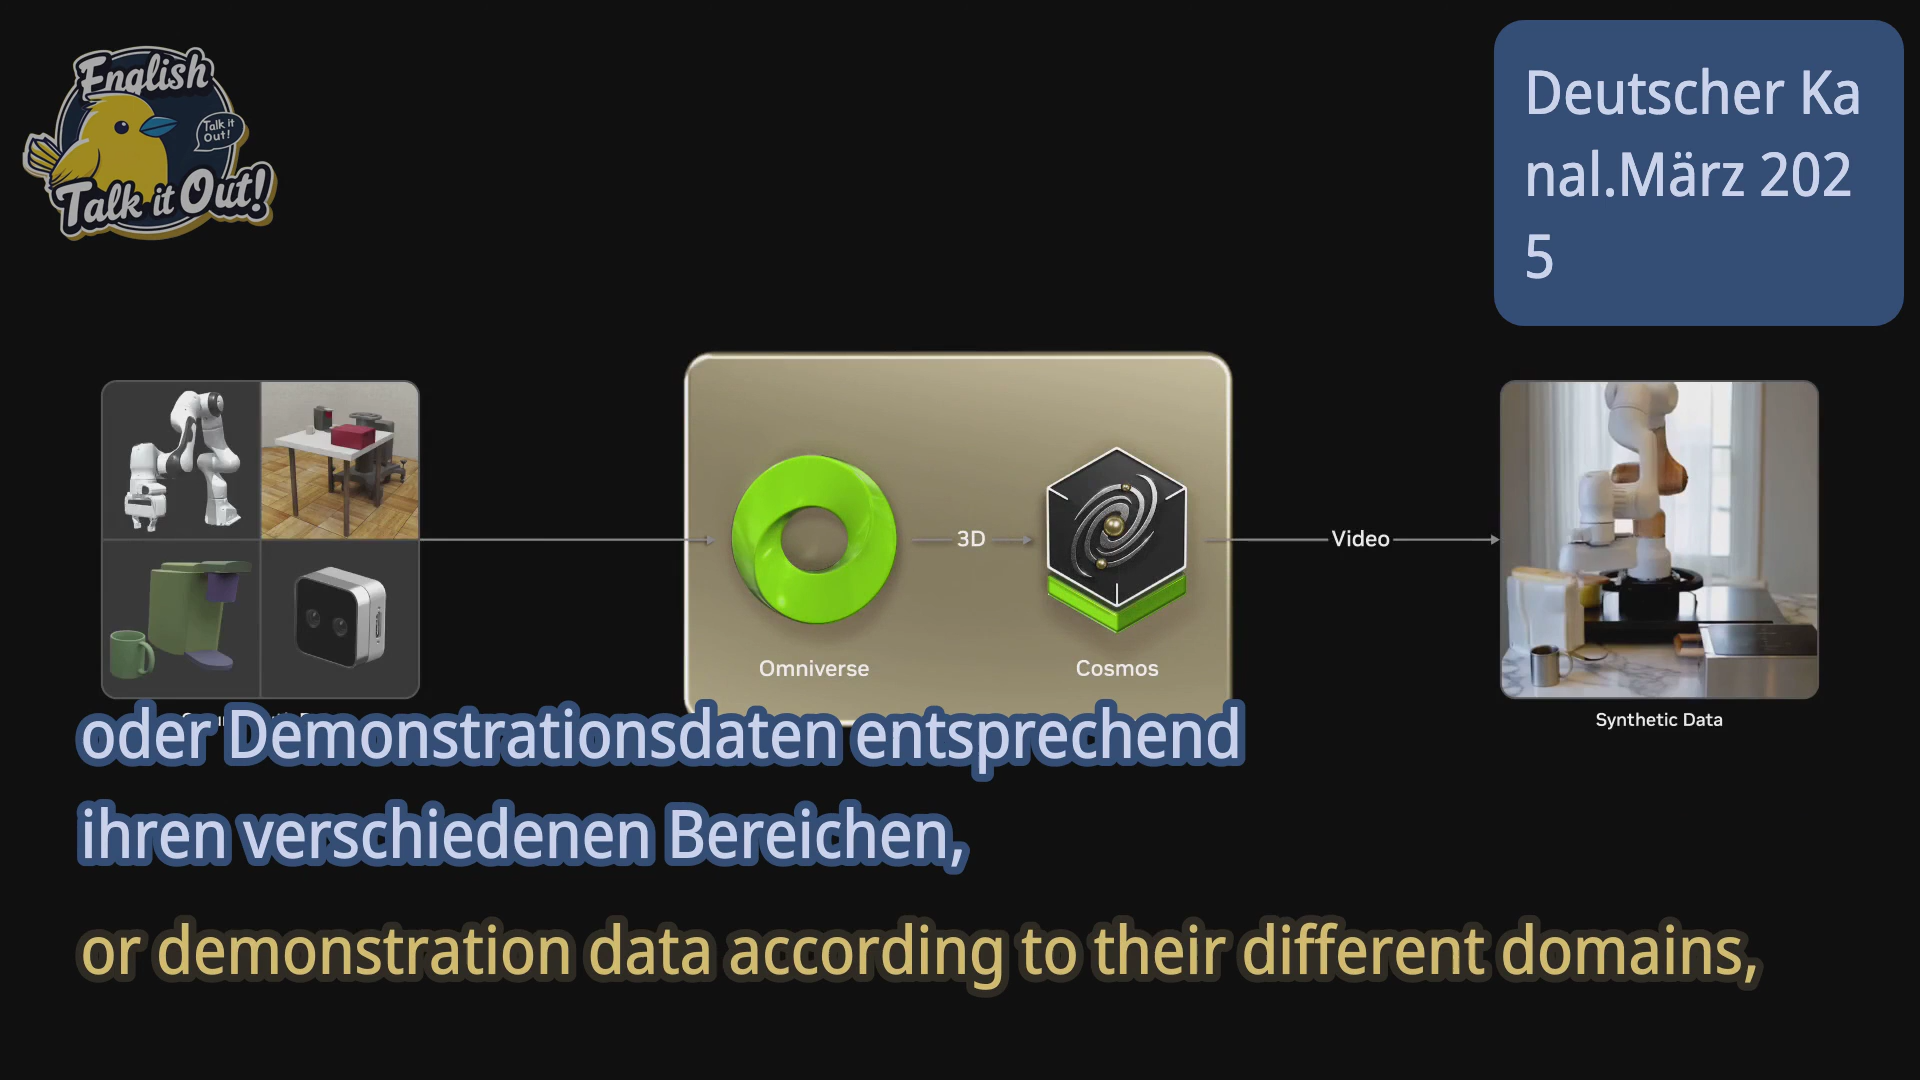 English
Talk it
Out!
Talk it Out!
Deutscher Ka
nal.März 202
5
3D
Video
Omniverse
Cosmos
Synthetic Data
oder Demonstrationsdaten entsprechend
ihren verschiedenen Bereichen,
or demonstration data according to their different domains,